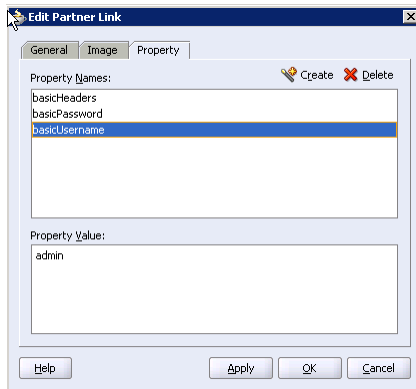 Edit Partner Link
General Image Property
Property Names: Create Delete
basicHeaders
basicPassword
basicUsername
Property Value:
admin
Help Apply OK Cancel